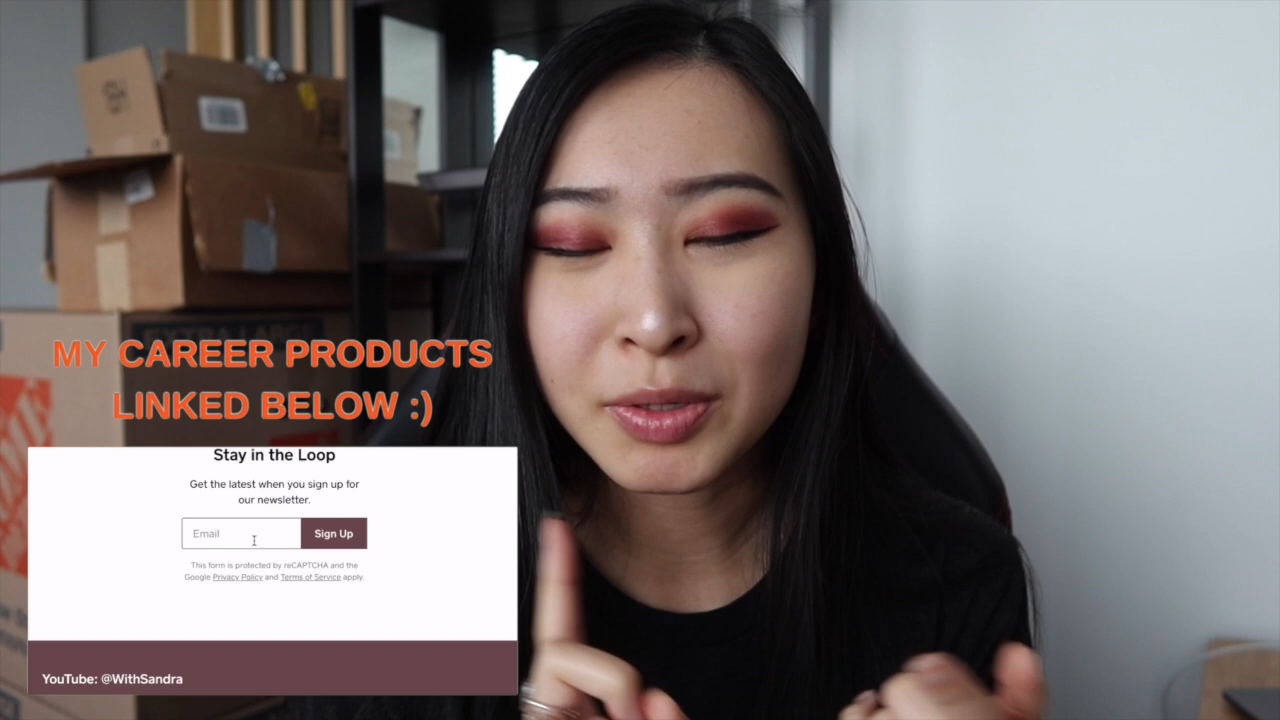 EXTRA LARGE
MY CAREER PRODUCTS
LINKED BELOW :)
Stay in the Loop
Get the latest when you sign up for
our newsletter.
Email
Sign Up
This form is protected by reCAPTCHA and the
Google Privacy Policy and Terms of Service apply.
YouTube: @WithSandra